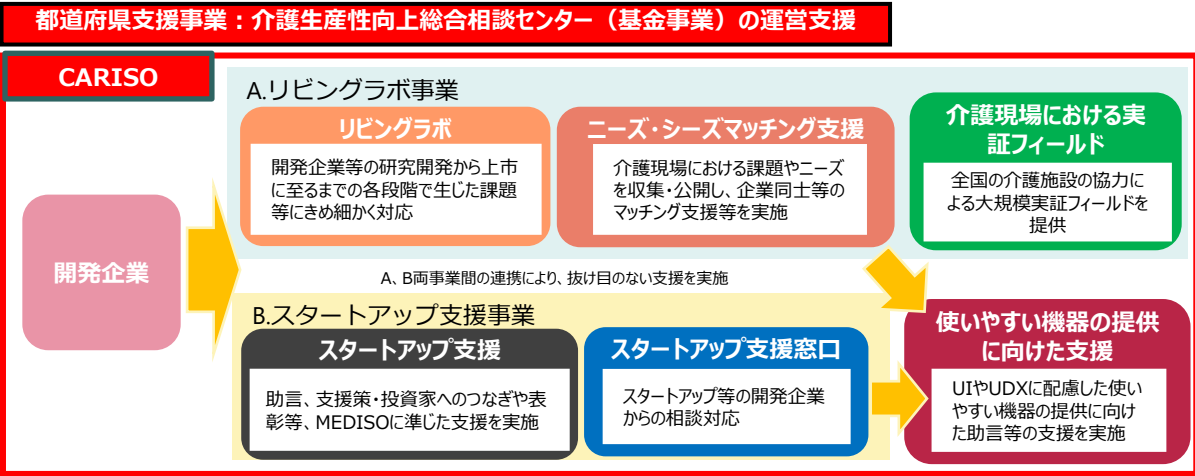 都道府県支援事業：介護生産性向上総合相談センター（基金事業）の運営支援
CARISO
開発企業
A.リビングラボ事業
リビングラボ
開発企業等の研究開発から上市
に至るまでの各段階で生じた課題
等にきめ細かく対応
ニーズ・シーズマッチング支援
介護現場における課題やニーズ
を収集・公開し、企業同士等の
マッチング支援等を実施
介護現場における実
証フィールド
全国の介護施設の協力に
よる大規模実証フィールドを
提供
A、B両事業間の連携により、抜け目のない支援を実施
B.スタートアップ支援事業
スタートアップ支援
助言、支援策・投資家へのつなぎや表
彰等、MEDISOに準じた支援を実施
スタートアップ支援窓口
スタートアップ等の開発企業
からの相談対応
使いやすい機器の提供
に向けた支援
UIやUDXに配慮した使い
やすい機器の提供に向け
た助言等の支援を実施